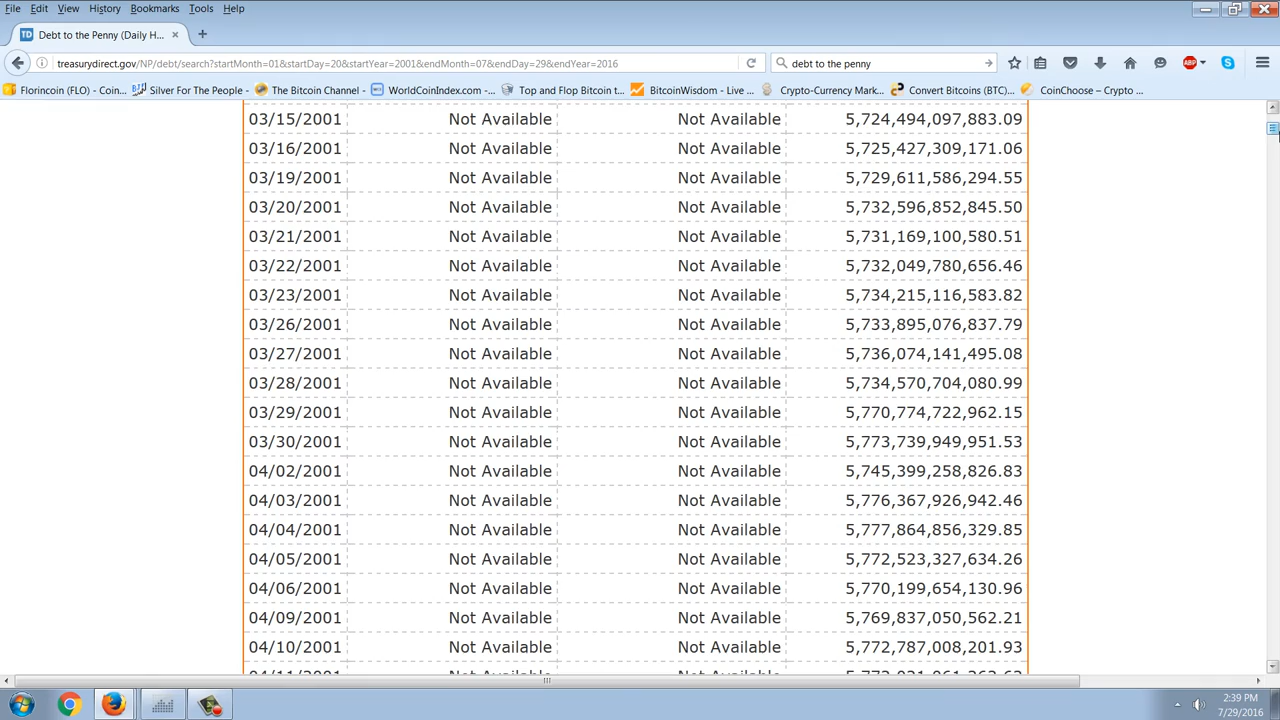 File Edit View History Bookmarks Tools Help
TD Debt to the Penny (Daily H...
treasurydirect.gov/NP/debt/search?startMonth=01&startDay=20&startYear=2001&endMonth=07&endDay=29&endYear=2016 debt to the penny ABP
Florincoin (FLO) - Coin... Silver For The People - The Bitcoin Channel - WorldCoinIndex.com -... Top and Flop Bitcoin t... BitcoinWisdom - Live ... Crypto-Currency Mark... Convert Bitcoins (BTC)... CoinChoose – Crypto ...
03/15/2001 Not Available Not Available 5,724,494,097,883.09
03/16/2001 Not Available Not Available 5,725,427,309,171.06
03/19/2001 Not Available Not Available 5,729,611,586,294.55
03/20/2001 Not Available Not Available 5,732,596,852,845.50
03/21/2001 Not Available Not Available 5,731,169,100,580.51
03/22/2001 Not Available Not Available 5,732,049,780,656.46
03/23/2001 Not Available Not Available 5,734,215,116,583.82
03/26/2001 Not Available Not Available 5,733,895,076,837.79
03/27/2001 Not Available Not Available 5,736,074,141,495.08
03/28/2001 Not Available Not Available 5,734,570,704,080.99
03/29/2001 Not Available Not Available 5,770,774,722,962.15
03/30/2001 Not Available Not Available 5,773,739,949,951.53
04/02/2001 Not Available Not Available 5,745,399,258,826.83
04/03/2001 Not Available Not Available 5,776,367,926,942.46
04/04/2001 Not Available Not Available 5,777,864,856,329.85
04/05/2001 Not Available Not Available 5,772,523,327,634.26
04/06/2001 Not Available Not Available 5,770,199,654,130.96
04/09/2001 Not Available Not Available 5,769,837,050,562.21
04/10/2001 Not Available Not Available 5,772,787,008,201.93
04/11/2001 Not Available Not Available
2:39 PM
7/29/2016